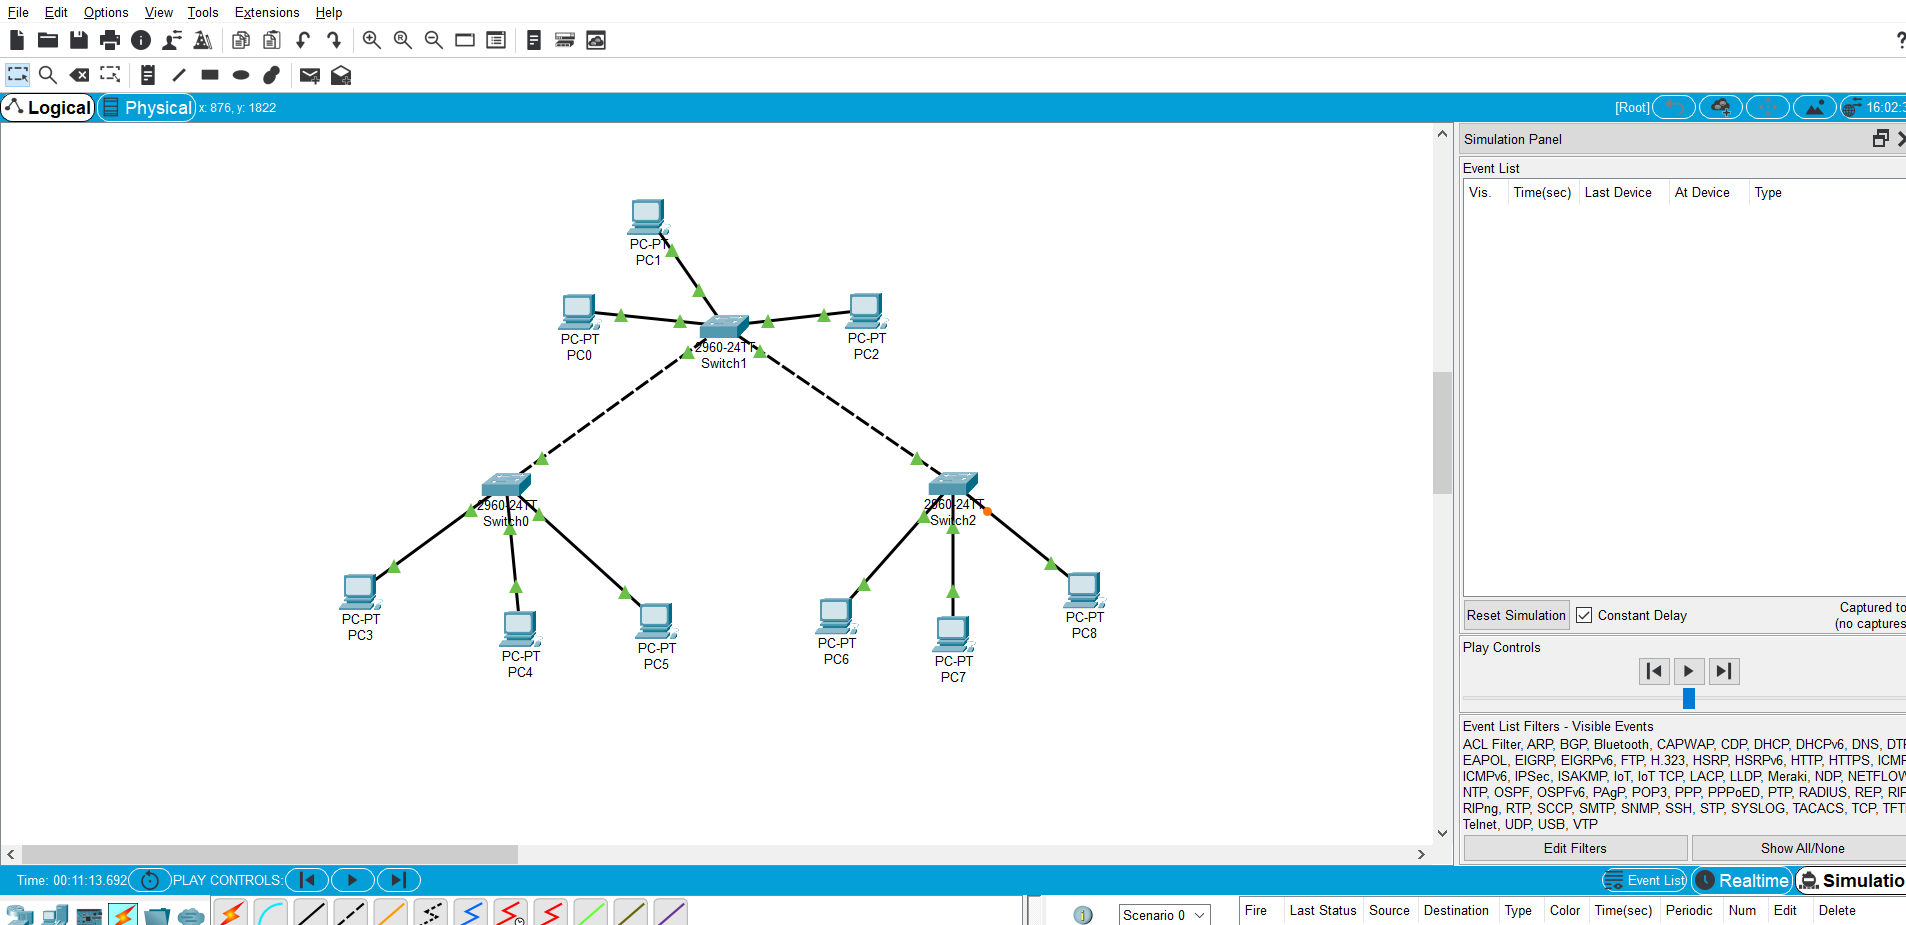 File Edit Options View Tools Extensions Help
Logical Physical x: 876, y: 1822 [Root] 16:02:3
Simulation Panel
Event List
Vis. Time(sec) Last Device At Device Type
PC-PT
PC1
PC-PT
PC0
PC-PT
PC2
2960-24TT
Switch1
2960-24TT
Switch0
2960-24TT
Switch2
PC-PT
PC3
PC-PT
PC4
PC-PT
PC5
PC-PT
PC6
PC-PT
PC7
PC-PT
PC8
Reset Simulation Constant Delay Captured to
(no captures
Play Controls
Event List Filters - Visible Events
ACL Filter, ARP, BGP, Bluetooth, CAPWAP, CDP, DHCP, DHCPv6, DNS, DTP
EAPOL, EIGRP, EIGRPv6, FTP, H.323, HSRP, HSRPv6, HTTP, HTTPS, ICMP
ICMPv6, IPSec, ISAKMP, IoT, IoT TCP, LACP, LLDP, Meraki, NDP, NETFLOW
NTP, OSPF, OSPFv6, PAgP, POP3, PPP, PPPoED, PTP, RADIUS, REP, RIP
RIPng, RTP, SCCP, SMTP, SNMP, SSH, STP, SYSLOG, TACACS, TCP, TFT
Telnet, UDP, USB, VTP
Edit Filters Show All/None
Time: 00:11:13.692 PLAY CONTROLS: Event List Realtime Simulatio
Scenario 0 Fire Last Status Source Destination Type Color Time(sec) Periodic Num Edit Delete